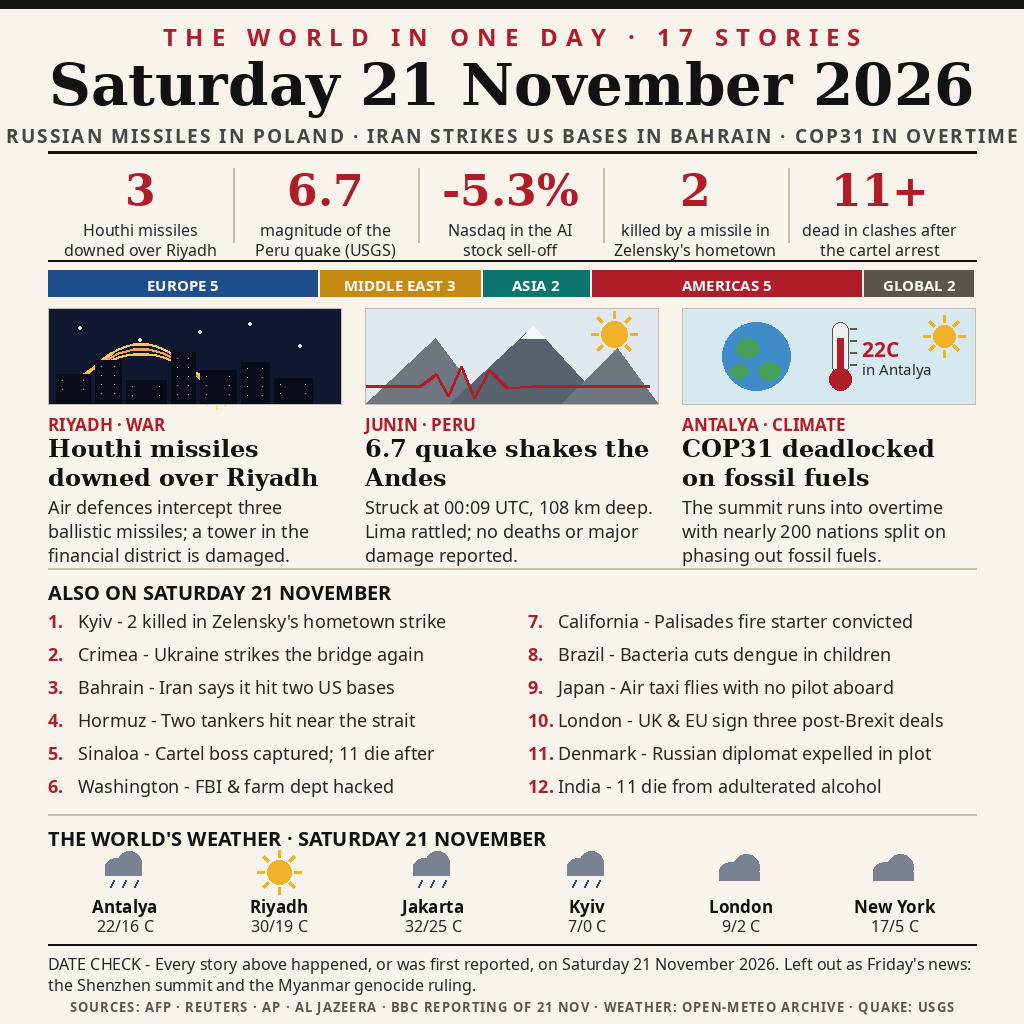 THE WORLD IN ONE DAY · 17 STORIES
Saturday 21 November 2026
RUSSIAN MISSILES IN POLAND · IRAN STRIKES US BASES IN BAHRAIN · COP31 IN OVERTIME
3
Houthi missiles
downed over Riyadh
6.7
magnitude of the
Peru quake (USGS)
-5.3%
Nasdaq in the AI
stock sell-off
2
killed by a missile in
Zelensky's hometown
11+
dead in clashes after
the cartel arrest
EUROPE 5
MIDDLE EAST 3
ASIA 2
AMERICAS 5
GLOBAL 2
22C
in Antalya
RIYADH · WAR
Houthi missiles
downed over Riyadh
Air defences intercept three
ballistic missiles; a tower in the
financial district is damaged.
JUNIN · PERU
6.7 quake shakes the
Andes
Struck at 00:09 UTC, 108 km deep.
Lima rattled; no deaths or major
damage reported.
ANTALYA · CLIMATE
COP31 deadlocked
on fossil fuels
The summit runs into overtime
with nearly 200 nations split on
phasing out fossil fuels.
ALSO ON SATURDAY 21 NOVEMBER
1. Kyiv - 2 killed in Zelensky's hometown strike
2. Crimea - Ukraine strikes the bridge again
3. Bahrain - Iran says it hit two US bases
4. Hormuz - Two tankers hit near the strait
5. Sinaloa - Cartel boss captured; 11 die after
6. Washington - FBI & farm dept hacked
7. California - Palisades fire starter convicted
8. Brazil - Bacteria cuts dengue in children
9. Japan - Air taxi flies with no pilot aboard
10. London - UK & EU sign three post-Brexit deals
11. Denmark - Russian diplomat expelled in plot
12. India - 11 die from adulterated alcohol
THE WORLD'S WEATHER · SATURDAY 21 NOVEMBER
Antalya
22/16 C
Riyadh
30/19 C
Jakarta
32/25 C
Kyiv
7/0 C
London
9/2 C
New York
17/5 C
DATE CHECK - Every story above happened, or was first reported, on Saturday 21 November 2026. Left out as Friday's news:
the Shenzhen summit and the Myanmar genocide ruling.
SOURCES: AFP · REUTERS · AP · AL JAZEERA · BBC REPORTING OF 21 NOV · WEATHER: OPEN-METEO ARCHIVE · QUAKE: USGS